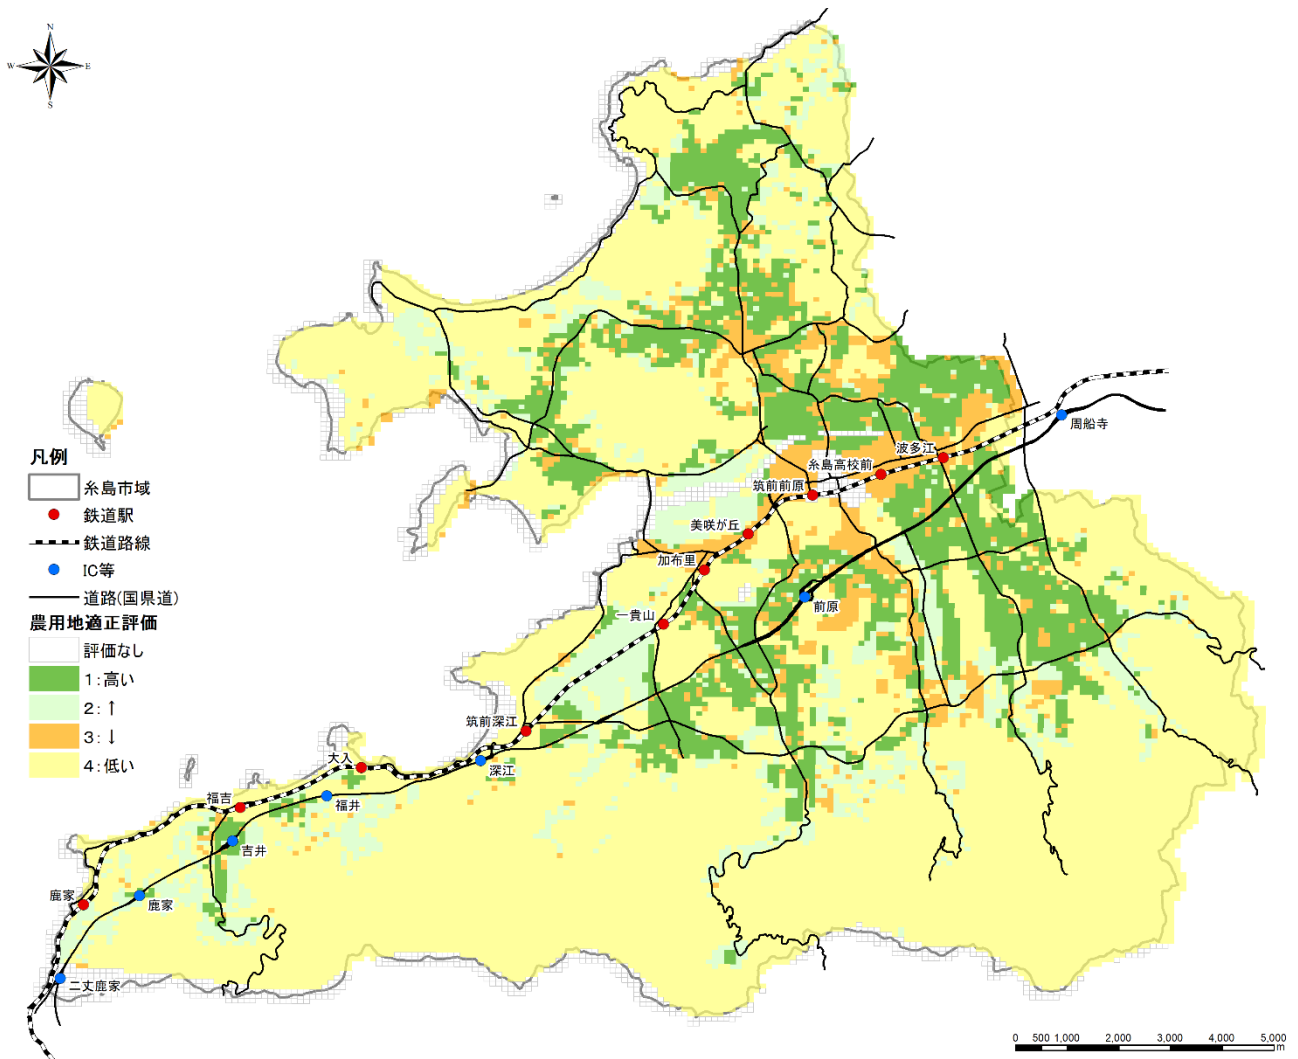 N
W
E
S
周船寺
波多江
糸島高校前
筑前前原
美咲が丘
加布里
前原
一貴山
筑前深江
深江
大入
福井
福吉
吉井
鹿家
鹿家
二丈鹿家
凡例
糸島市域
鉄道駅
鉄道路線
IC等
道路(国県道)
農用地適正評価
評価なし
1:高い
2:↑
3:↓
4:低い
0 500 1,000 2,000 3,000 4,000 5,000
m